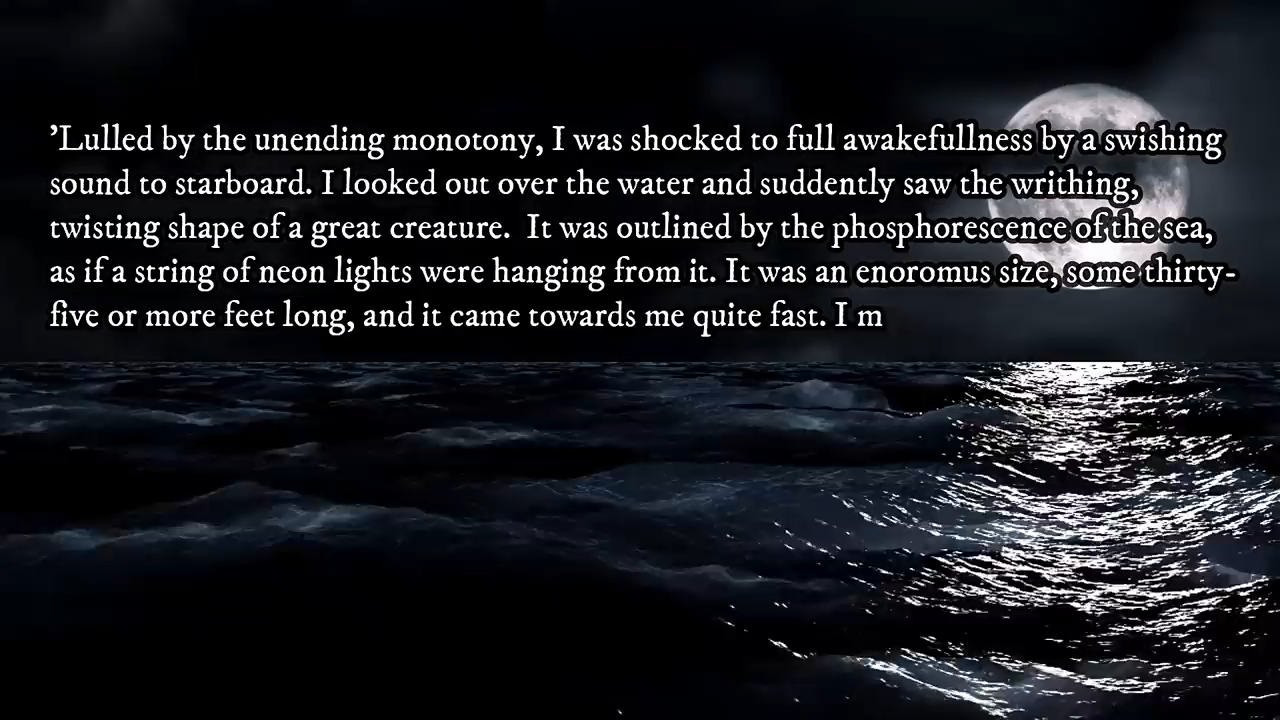 ’Lulled by the unending monotony, I was shocked to full awakefullness by a swishing
sound to starboard. I looked out over the water and suddently saw the writhing,
twisting shape of a great creature.  It was outlined by the phosphorescence of the sea,
as if a string of neon lights were hanging from it. It was an enoromus size, some thirty-
five or more feet long, and it came towards me quite fast. I m